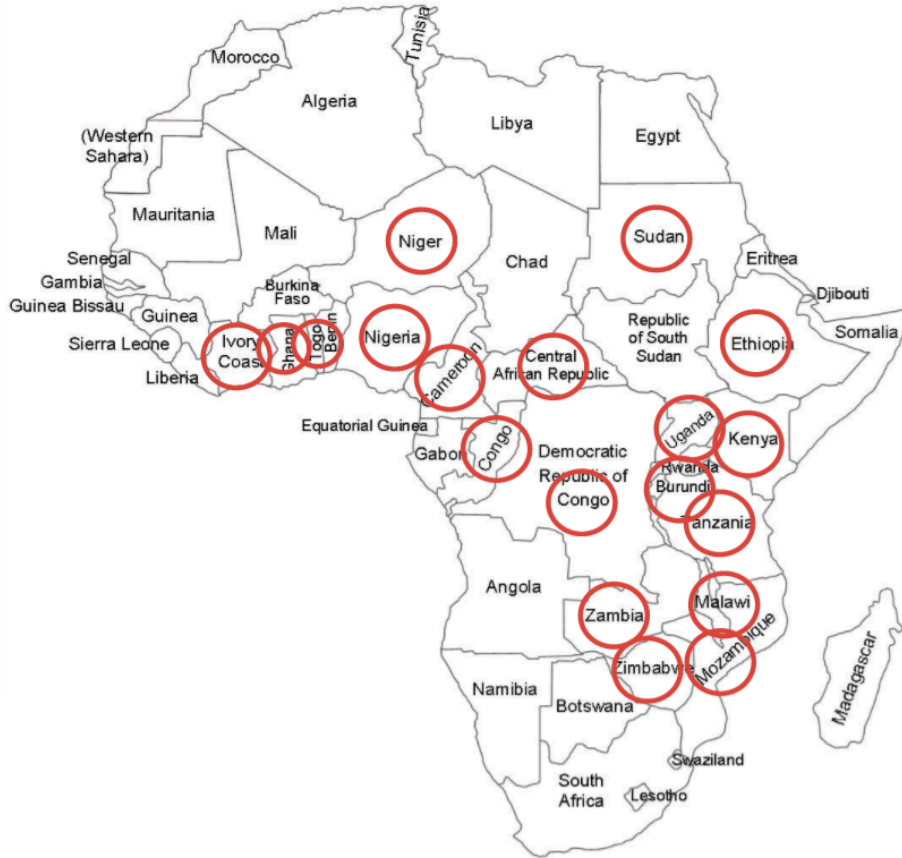 Tunisia
Morocco
Algeria
Libya
Egypt
(Western
Sahara)
Mauritania
Mali
Niger
Chad
Sudan
Eritrea
Senegal
Gambia
Guinea Bissau
Guinea
Sierra Leone
Liberia
Burkina
Faso
Ivory
Coast
Ghana
Togo
Benin
Nigeria
Cameroon
Central
African Republic
Republic
of South
Sudan
Ethiopia
Djibouti
Somalia
Equatorial Guinea
Gabon
Congo
Democratic
Republic of
Congo
Uganda
Kenya
Rwanda
Burundi
Tanzania
Angola
Zambia
Malawi
Mozambique
Zimbabwe
Namibia
Botswana
Madagascar
Swaziland
South
Africa
Lesotho